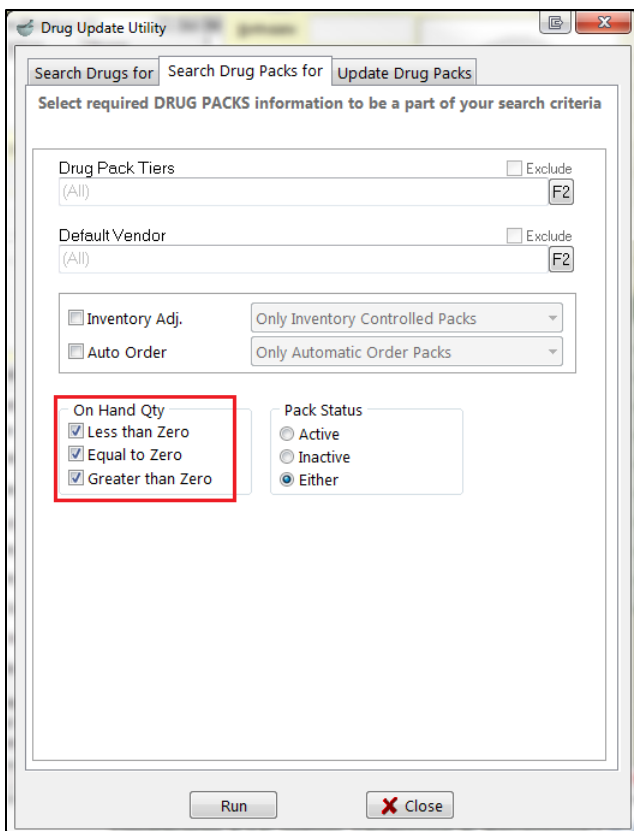 Drug Update Utility
Search Drugs for
Search Drug Packs for
Update Drug Packs
Select required DRUG PACKS information to be a part of your search criteria
Drug Pack Tiers
Exclude
(All)
F2
Default Vendor
Exclude
(All)
F2
Inventory Adj.
Only Inventory Controlled Packs
Auto Order
Only Automatic Order Packs
On Hand Qty
Less than Zero
Equal to Zero
Greater than Zero
Pack Status
Active
Inactive
Either
Run
Close